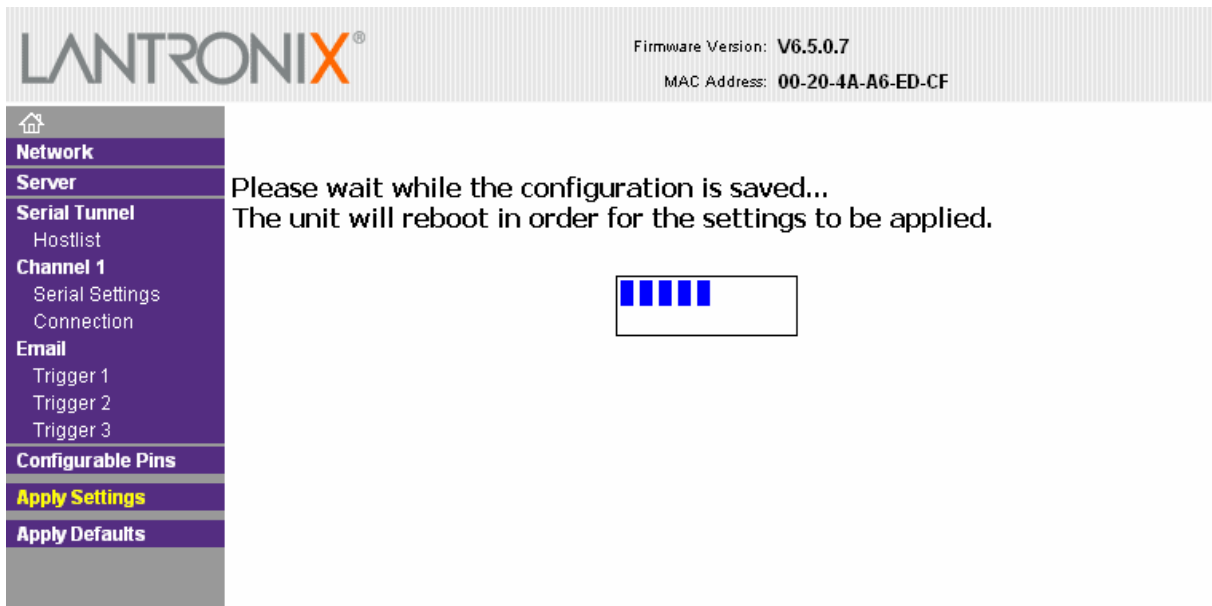 LANTRONIX®
Firmware Version: V6.5.0.7
MAC Address: 00-20-4A-A6-ED-CF
Network
Server
Serial Tunnel
Hostlist
Channel 1
Serial Settings
Connection
Email
Trigger 1
Trigger 2
Trigger 3
Configurable Pins
Apply Settings
Apply Defaults
Please wait while the configuration is saved...
The unit will reboot in order for the settings to be applied.